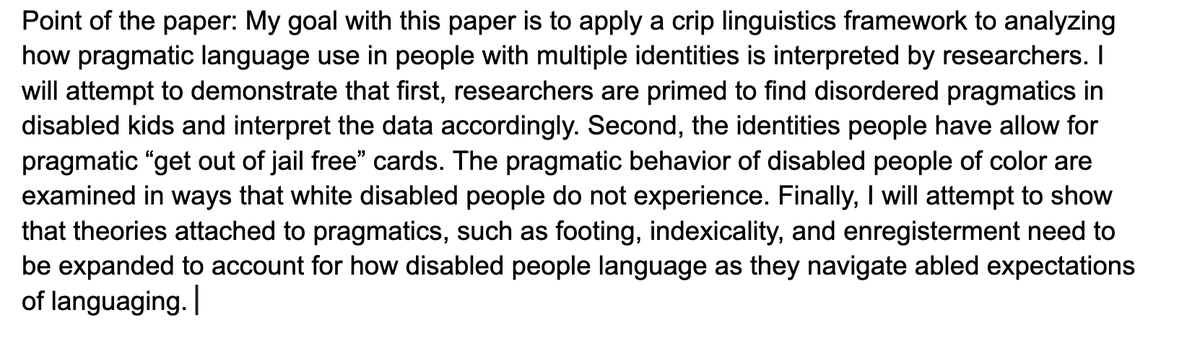 Point of the paper: My goal with this paper is to apply a crip linguistics framework to analyzing
how pragmatic language use in people with multiple identities is interpreted by researchers. I
will attempt to demonstrate that first, researchers are primed to find disordered pragmatics in
disabled kids and interpret the data accordingly. Second, the identities people have allow for
pragmatic “get out of jail free” cards. The pragmatic behavior of disabled people of color are
examined in ways that white disabled people do not experience. Finally, I will attempt to show
that theories attached to pragmatics, such as footing, indexicality, and enregisterment need to
be expanded to account for how disabled people language as they navigate abled expectations
of languaging.